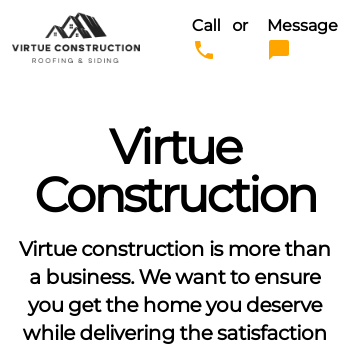 Call or Message
VIRTUE CONSTRUCTION
ROOFING & SIDING
Virtue
Construction
Virtue construction is more than
a business. We want to ensure
you get the home you deserve
while delivering the satisfaction